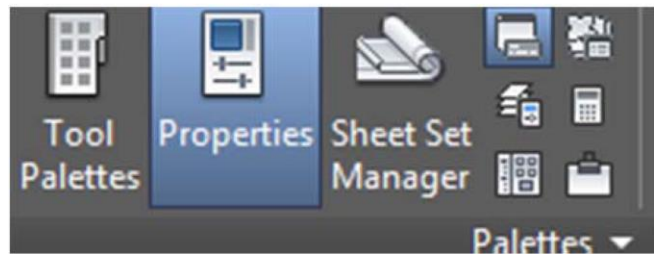 Tool
Palettes
Properties
Sheet Set
Manager
Palettes